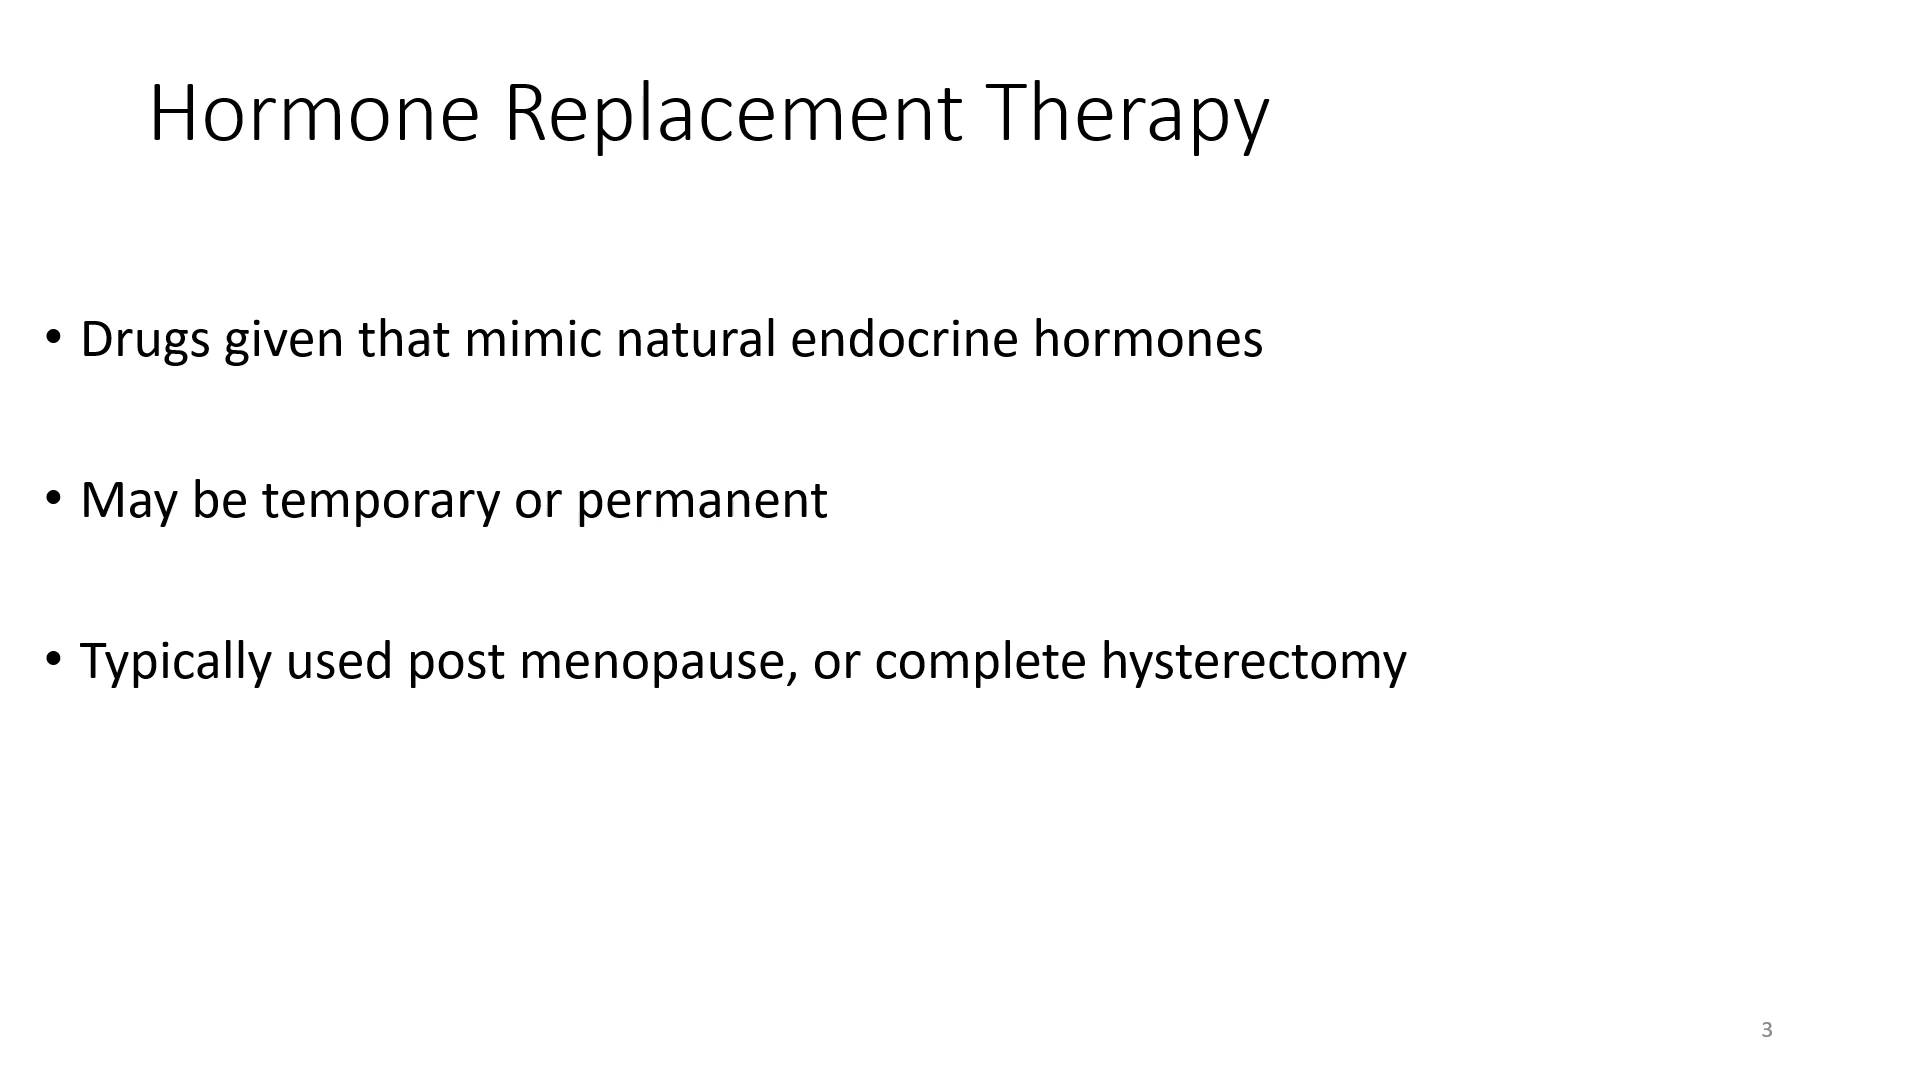 Hormone Replacement Therapy
• Drugs given that mimic natural endocrine hormones
• May be temporary or permanent
• Typically used post menopause, or complete hysterectomy
3